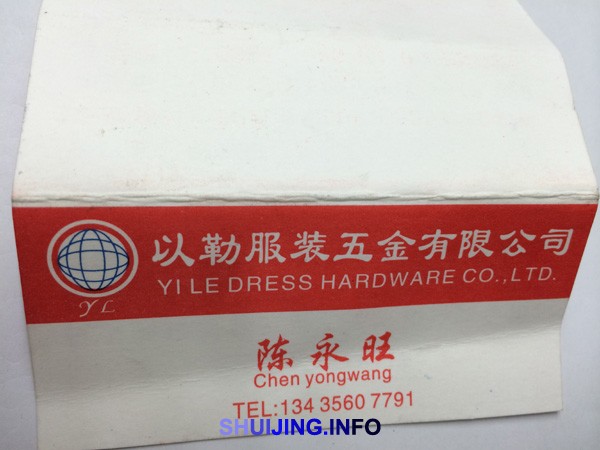 以勒服装五金有限公司
YI LE DRESS HARDWARE CO.,LTD.
YL
陈永旺
Chen yongwang
TEL:134 3560 7791
SHUIJING.INFO